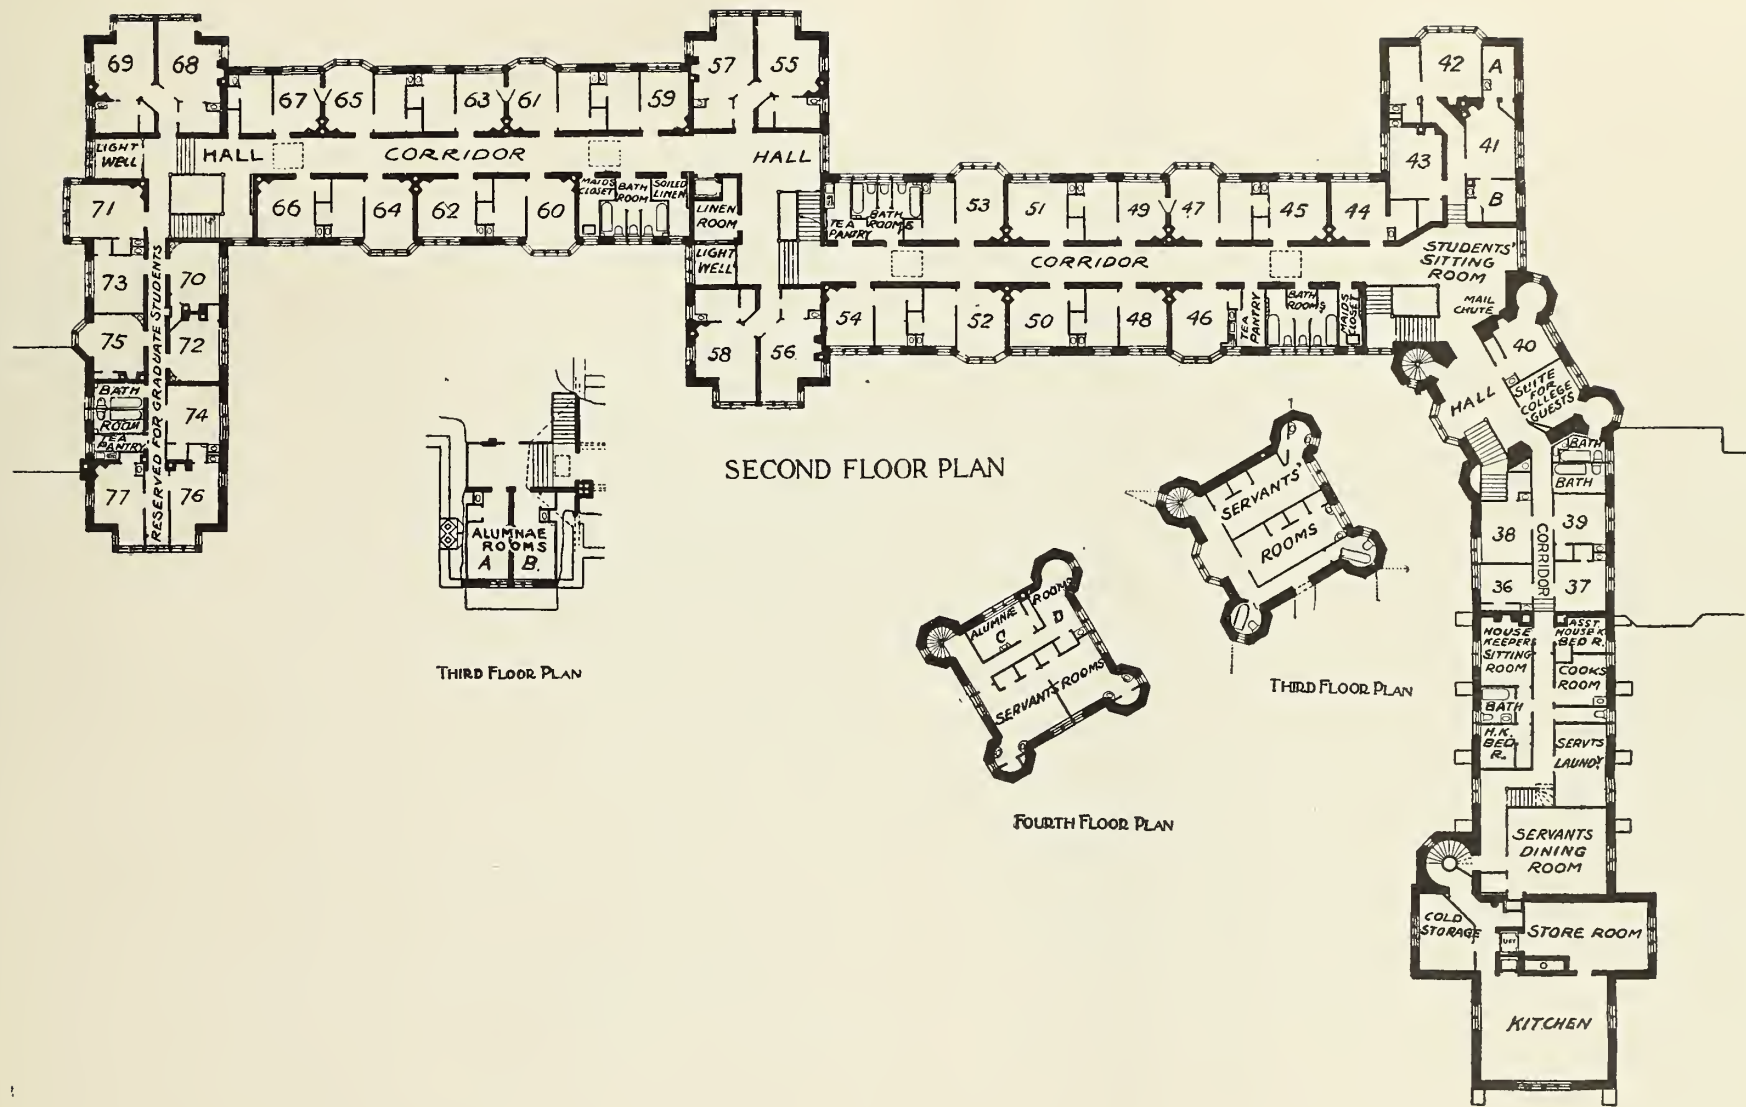 69
68
67
65
63
61
59
57
55
LIGHT
WELL
HALL
CORRIDOR
HALL
71
66
64
62
60
MAIDS
CLOSET
BATH
ROOM
SOILED
LINEN
LINEN
ROOM
LIGHT
WELL
73
70
75
72
BATH
ROOM
TEA
PANTRY
74
77
76
RESERVED FOR GRADUATE STUDENTS
58
56
TEA
PANTRY
BATH
ROOMS
53
51
49
47
45
44
CORRIDOR
54
52
50
48
46
TEA
PANTRY
BATH
ROOMS
MAIDS
CLOSET
42
A
43
41
B
STUDENTS'
SITTING
ROOM
MAIL
CHUTE
40
SUITE
FOR
COLLEGE
GUESTS
HALL
BATH
BATH
38
39
CORRIDOR
36
37
HOUSE
KEEPERS
SITTING
ROOM
ASST.
HOUSE K.
BED R.
COOKS
ROOM
BATH
H.K.
BED
R.
SERVTS
LAUNDY.
SERVANTS
DINING
ROOM
COLD
STORAGE
LIFT
STORE ROOM
KITCHEN
SECOND FLOOR PLAN
ALUMNAE
ROOMS
A
B.
THIRD FLOOR PLAN
SERVANTS'
ROOMS
THIRD FLOOR PLAN
ALUMNÆ
ROOMS
C
D
SERVANTS ROOMS
FOURTH FLOOR PLAN